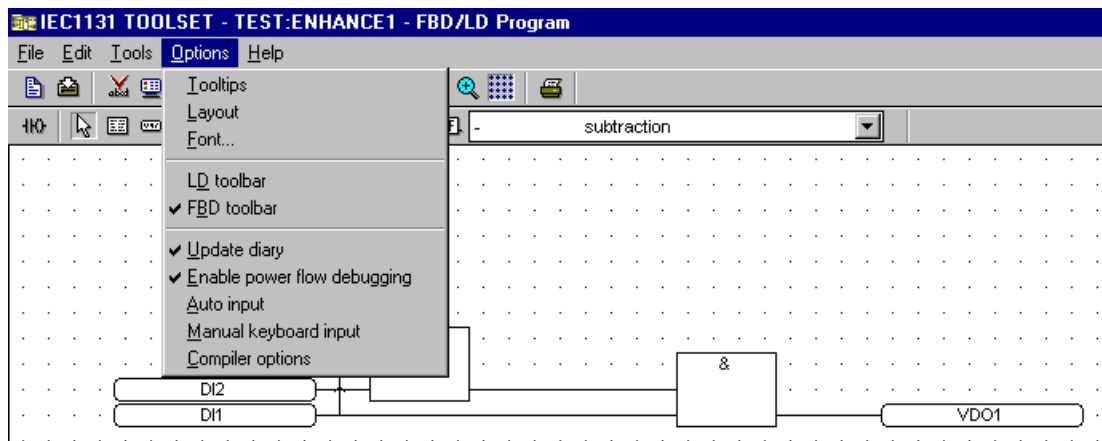 IEC1131 TOOLSET - TEST:ENHANCE1 - FBD/LD Program
File Edit Tools Options Help
Tooltips
Layout
- subtraction
Font...
LD toolbar
✓ FBD toolbar
✓ Update diary
✓ Enable power flow debugging
Auto input
Manual keyboard input
Compiler options
&
DI2
DI1 VDO1